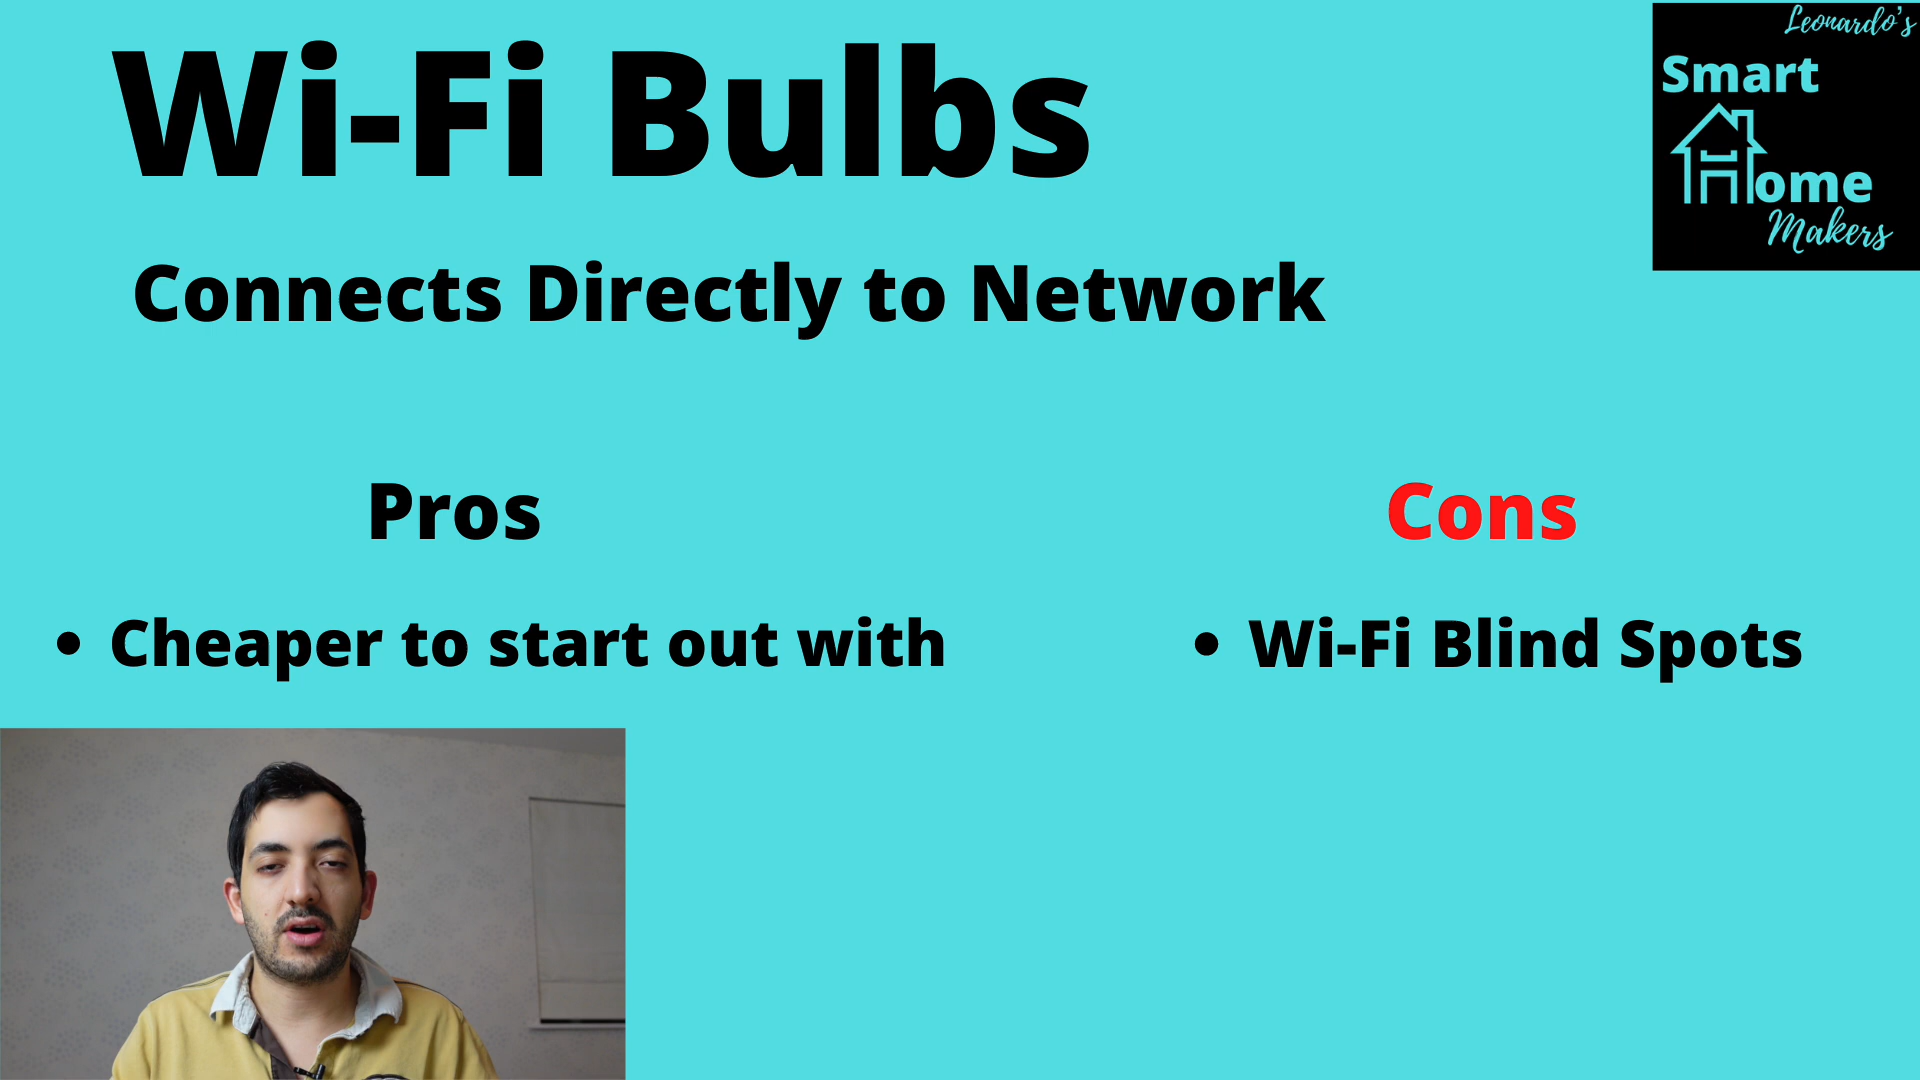 Wi-Fi Bulbs
Leonardo's
Smart
Home
Makers
Connects Directly to Network
Pros
Cons
• Cheaper to start out with
• Wi-Fi Blind Spots